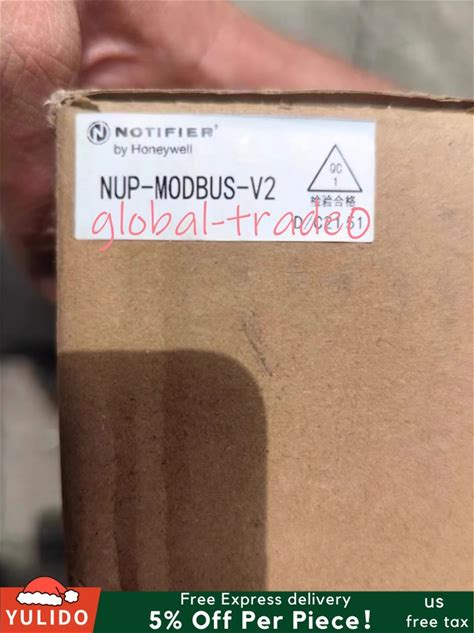 NOTIFIER®
by Honeywell
NUP-MODBUS-V2
QC
1
检验合格
D/C2151
global-trade0
YULIDO
Free Express delivery
5% Off Per Piece!
us
free tax